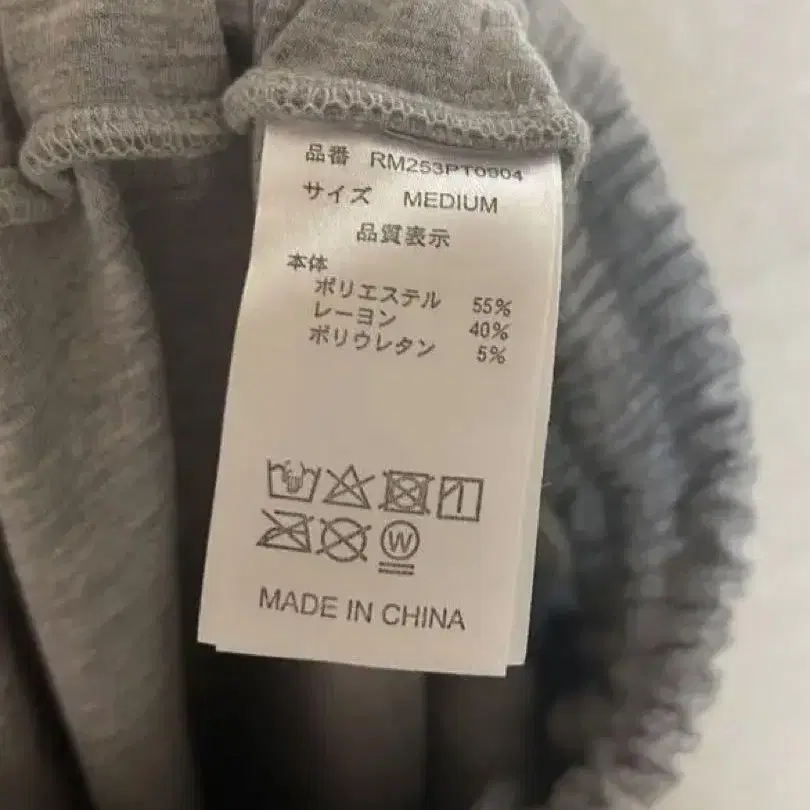 品番 RM253PT0904
サイズ MEDIUM
品質表示
本体
ポリエステル 55%
レーヨン 40%
ポリウレタン 5%
W
MADE IN CHINA